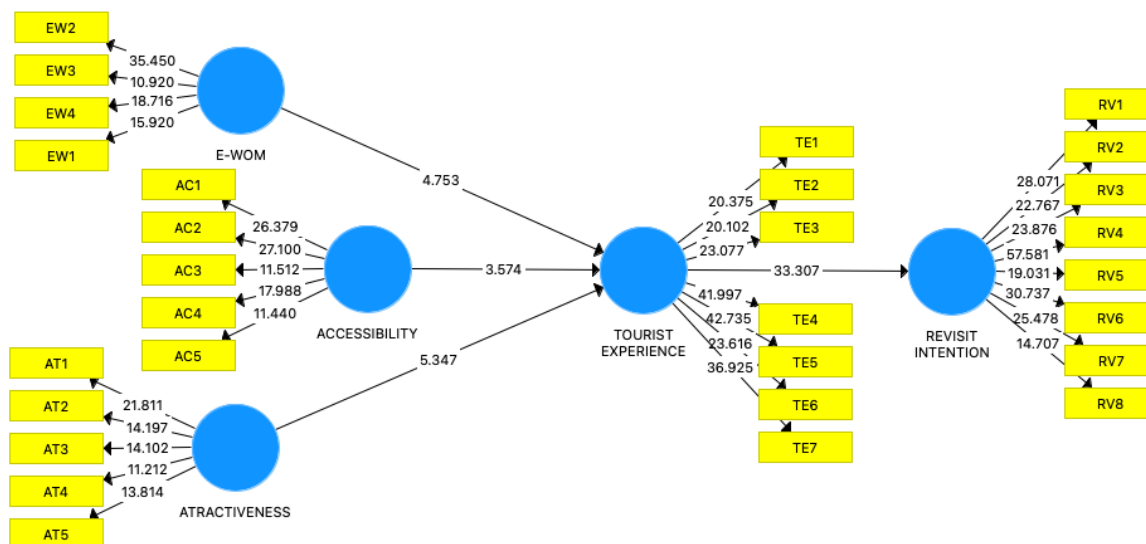 EW2
EW3
EW4
EW1
35.450
10.920
18.716
15.920
E-WOM
4.753
AC1
AC2
AC3
AC4
AC5
26.379
27.100
11.512
17.988
11.440
ACCESSIBILITY
3.574
AT1
AT2
AT3
AT4
AT5
21.811
14.197
14.102
11.212
13.814
ATRACTIVENESS
5.347
TE1
TE2
TE3
20.375
20.102
23.077
TOURIST
EXPERIENCE
33.307
41.997
42.735
23.616
36.925
TE4
TE5
TE6
TE7
REVISIT
INTENTION
28.071
22.767
23.876
57.581
19.031
30.737
25.478
14.707
RV1
RV2
RV3
RV4
RV5
RV6
RV7
RV8